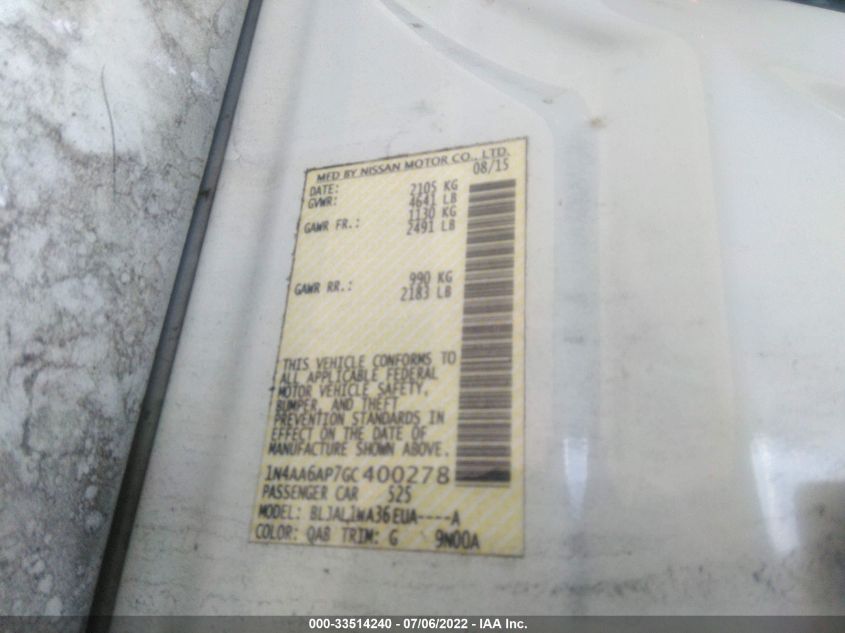 MFD BY NISSAN MOTOR CO., LTD.
DATE: 08/15
GVWR: 2105 KG
4641 LB
GAWR FR.: 1130 KG
2491 LB
GAWR RR.: 990 KG
2183 LB
THIS VEHICLE CONFORMS TO
ALL APPLICABLE FEDERAL
MOTOR VEHICLE SAFETY,
BUMPER, AND THEFT
PREVENTION STANDARDS IN
EFFECT ON THE DATE OF
MANUFACTURE SHOWN ABOVE.
1N4AA6AP7GC400278
PASSENGER CAR 525
MODEL: BLJALJWA36EUA----A
COLOR: QAB TRIM: G 9N00A
000-33514240 - 07/06/2022 - IAA Inc.